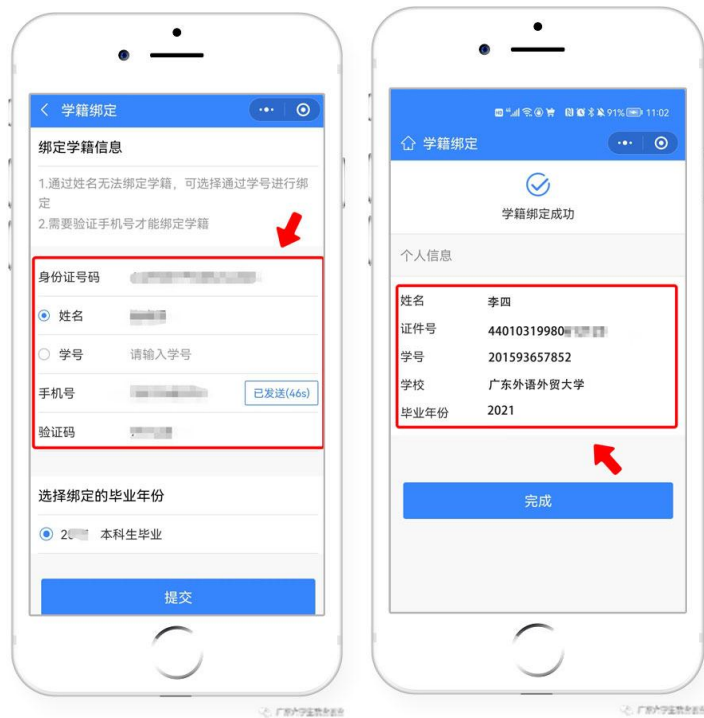 学籍绑定
绑定学籍信息
1.通过姓名无法绑定学籍，可选择通过学号进行绑
定
2.需要验证手机号才能绑定学籍
身份证号码
姓名
学号 请输入学号
手机号 已发送(46s)
验证码
选择绑定的毕业年份
2 本科生毕业
提交
91% 11:02
学籍绑定
学籍绑定成功
个人信息
姓名 李四
证件号 44010319980
学号 201593657852
学校 广东外语外贸大学
毕业年份 2021
完成